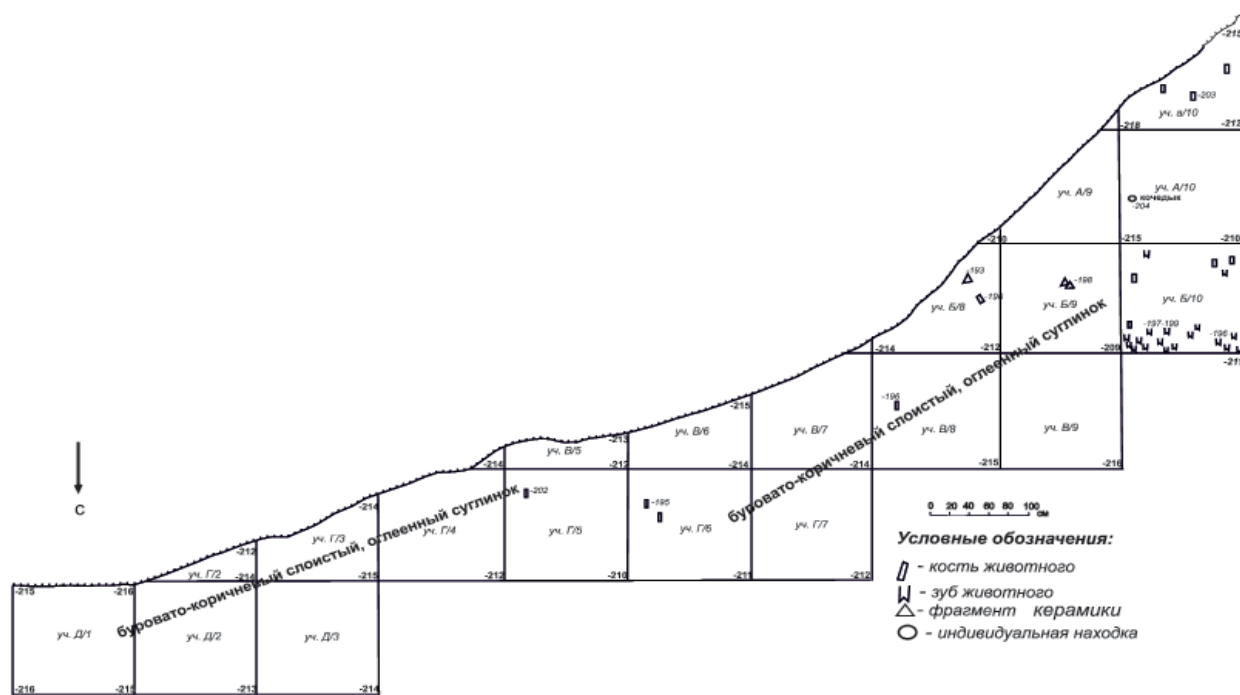 -215
-203
уч. а/10
-218
-213
уч. А/9
уч. А/10
кочедык
-204
-210
-215
-210
-193
-198
-194
уч. Б/8
уч. Б/9
уч. Б/10
-197-199
-196
-214
-212
-209
-211
буровато-коричневый слоистый, оглеенный суглинок
-196
-215
уч. В/5
-213
уч. В/6
уч. В/7
уч. В/8
уч. В/9
-214
-212
-214
-214
-215
-216
-202
-195
-214
уч. Г/3
уч. Г/4
уч. Г/5
уч. Г/6
уч. Г/7
С
-212
уч. Г/2
буровато-коричневый слоистый, оглеенный суглинок
-215
-216
-214
-215
-212
-210
-211
-212
уч. Д/1
уч. Д/2
уч. Д/3
-216
-215
-213
-214
0 20 40 60 80 100
см
Условные обозначения:
- кость животного
- зуб животного
- фрагмент керамики
- индивидуальная находка